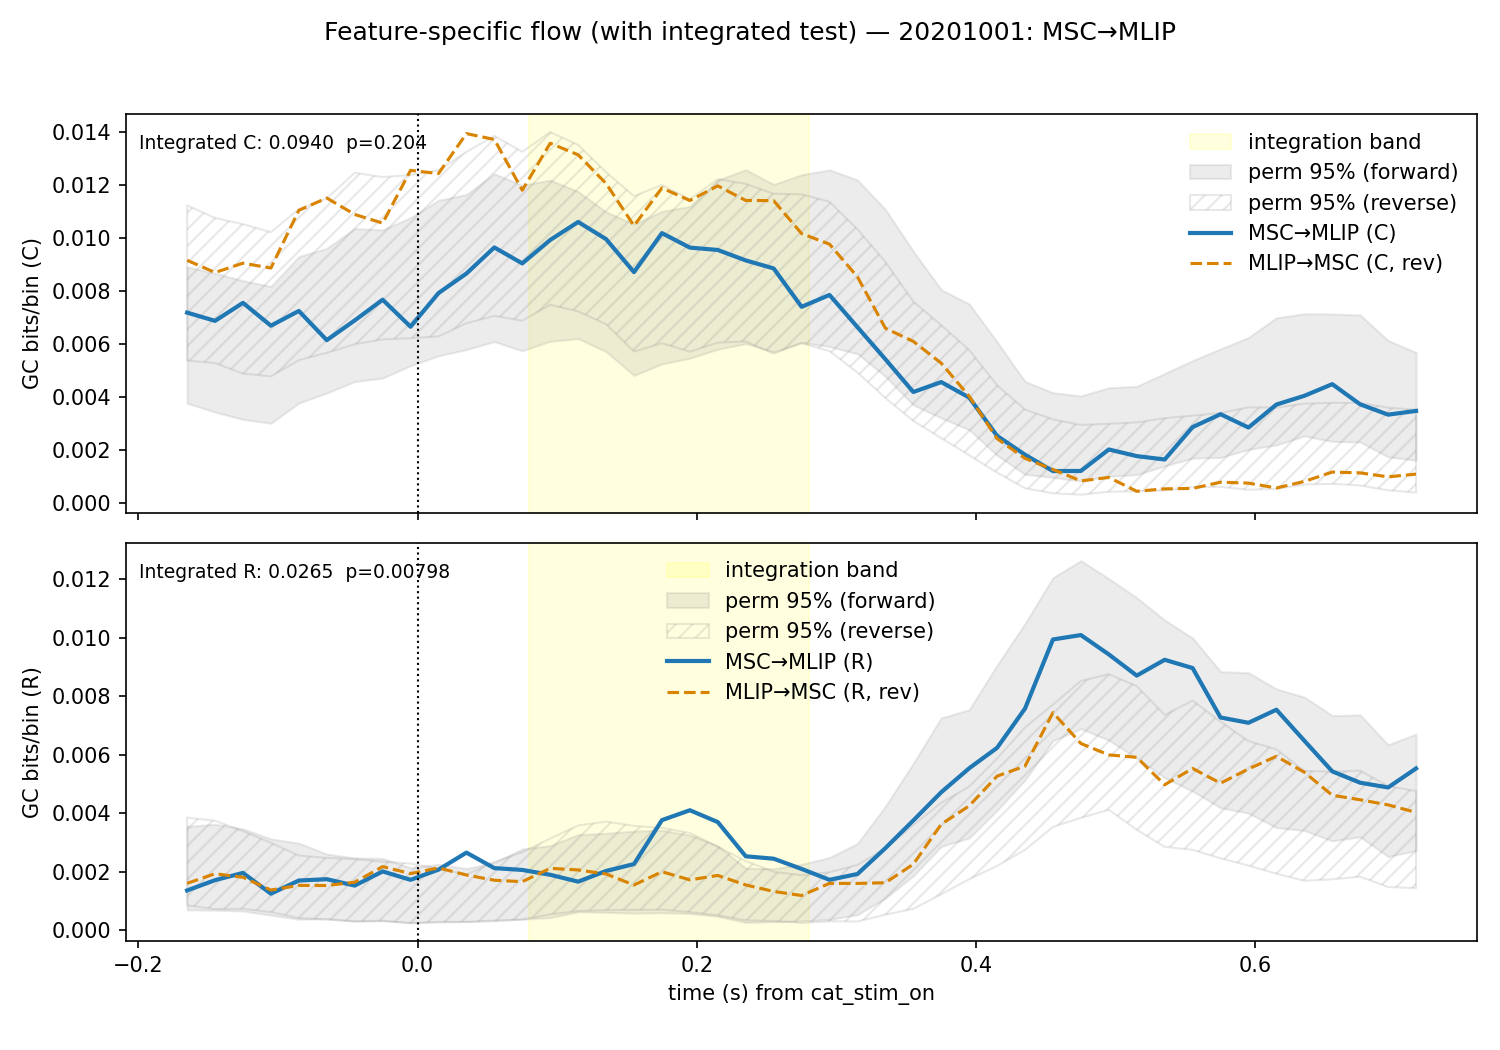 Feature-specific flow (with integrated test) — 20201001: MSC→MLIP
Integrated C: 0.0940  p=0.204
integration band
perm 95% (forward)
perm 95% (reverse)
MSC→MLIP (C)
MLIP→MSC (C, rev)
GC bits/bin (C)
0.014
0.012
0.010
0.008
0.006
0.004
0.002
0.000
Integrated R: 0.0265  p=0.00798
integration band
perm 95% (forward)
perm 95% (reverse)
MSC→MLIP (R)
MLIP→MSC (R, rev)
GC bits/bin (R)
0.012
0.010
0.008
0.006
0.004
0.002
0.000
−0.2 0.0 0.2 0.4 0.6
time (s) from cat_stim_on